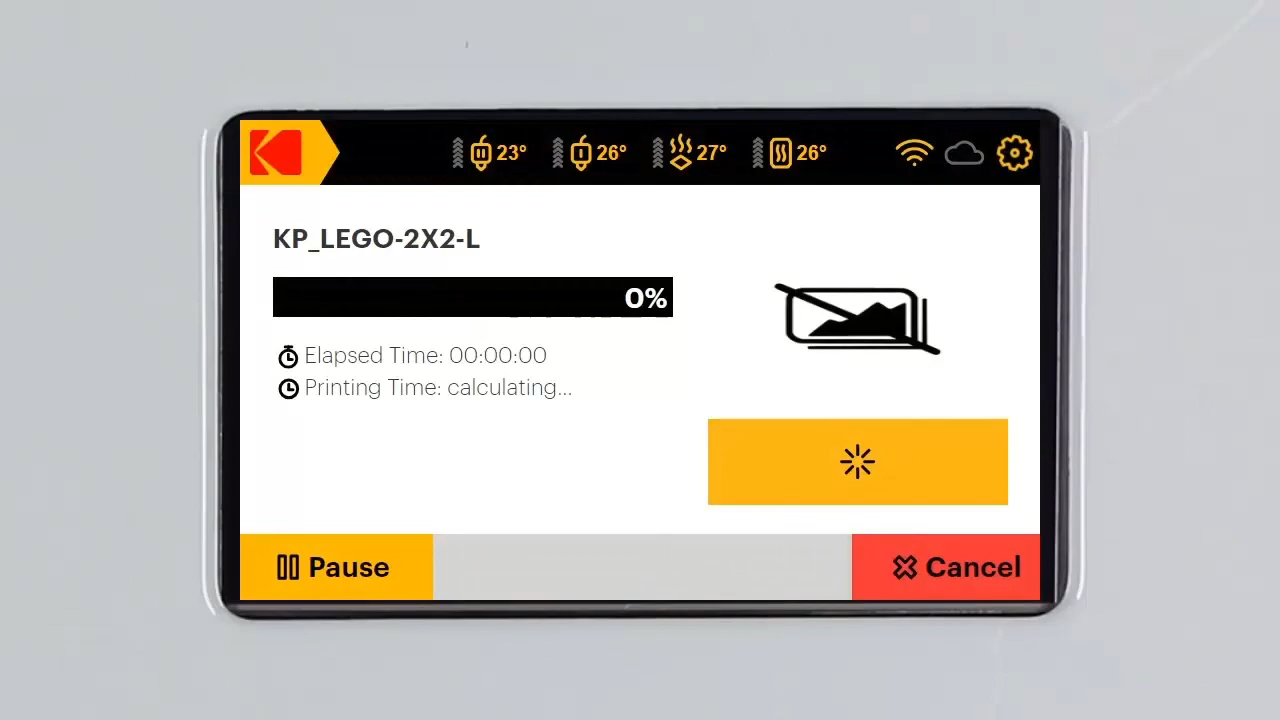 23° 26° 27° 26°
KP_LEGO-2X2-L
0%
Elapsed Time: 00:00:00
Printing Time: calculating...
Pause
Cancel